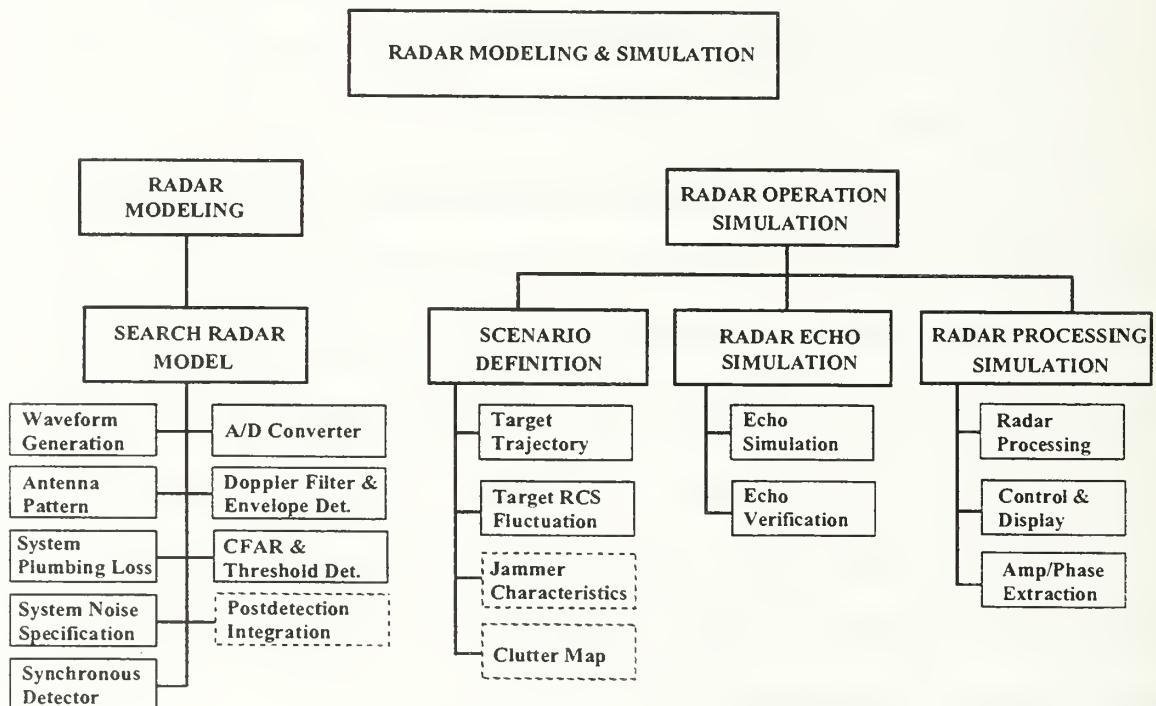 RADAR MODELING & SIMULATION
RADAR
MODELING
RADAR OPERATION
SIMULATION
SEARCH RADAR
MODEL
SCENARIO
DEFINITION
RADAR ECHO
SIMULATION
RADAR PROCESSING
SIMULATION
Waveform
Generation
A/D Converter
Antenna
Pattern
Doppler Filter &
Envelope Det.
System
Plumbing Loss
CFAR &
Threshold Det.
System Noise
Specification
Postdetection
Integration
Synchronous
Detector
Target
Trajectory
Target RCS
Fluctuation
Jammer
Characteristics
Clutter Map
Echo
Simulation
Echo
Verification
Radar
Processing
Control &
Display
Amp/Phase
Extraction